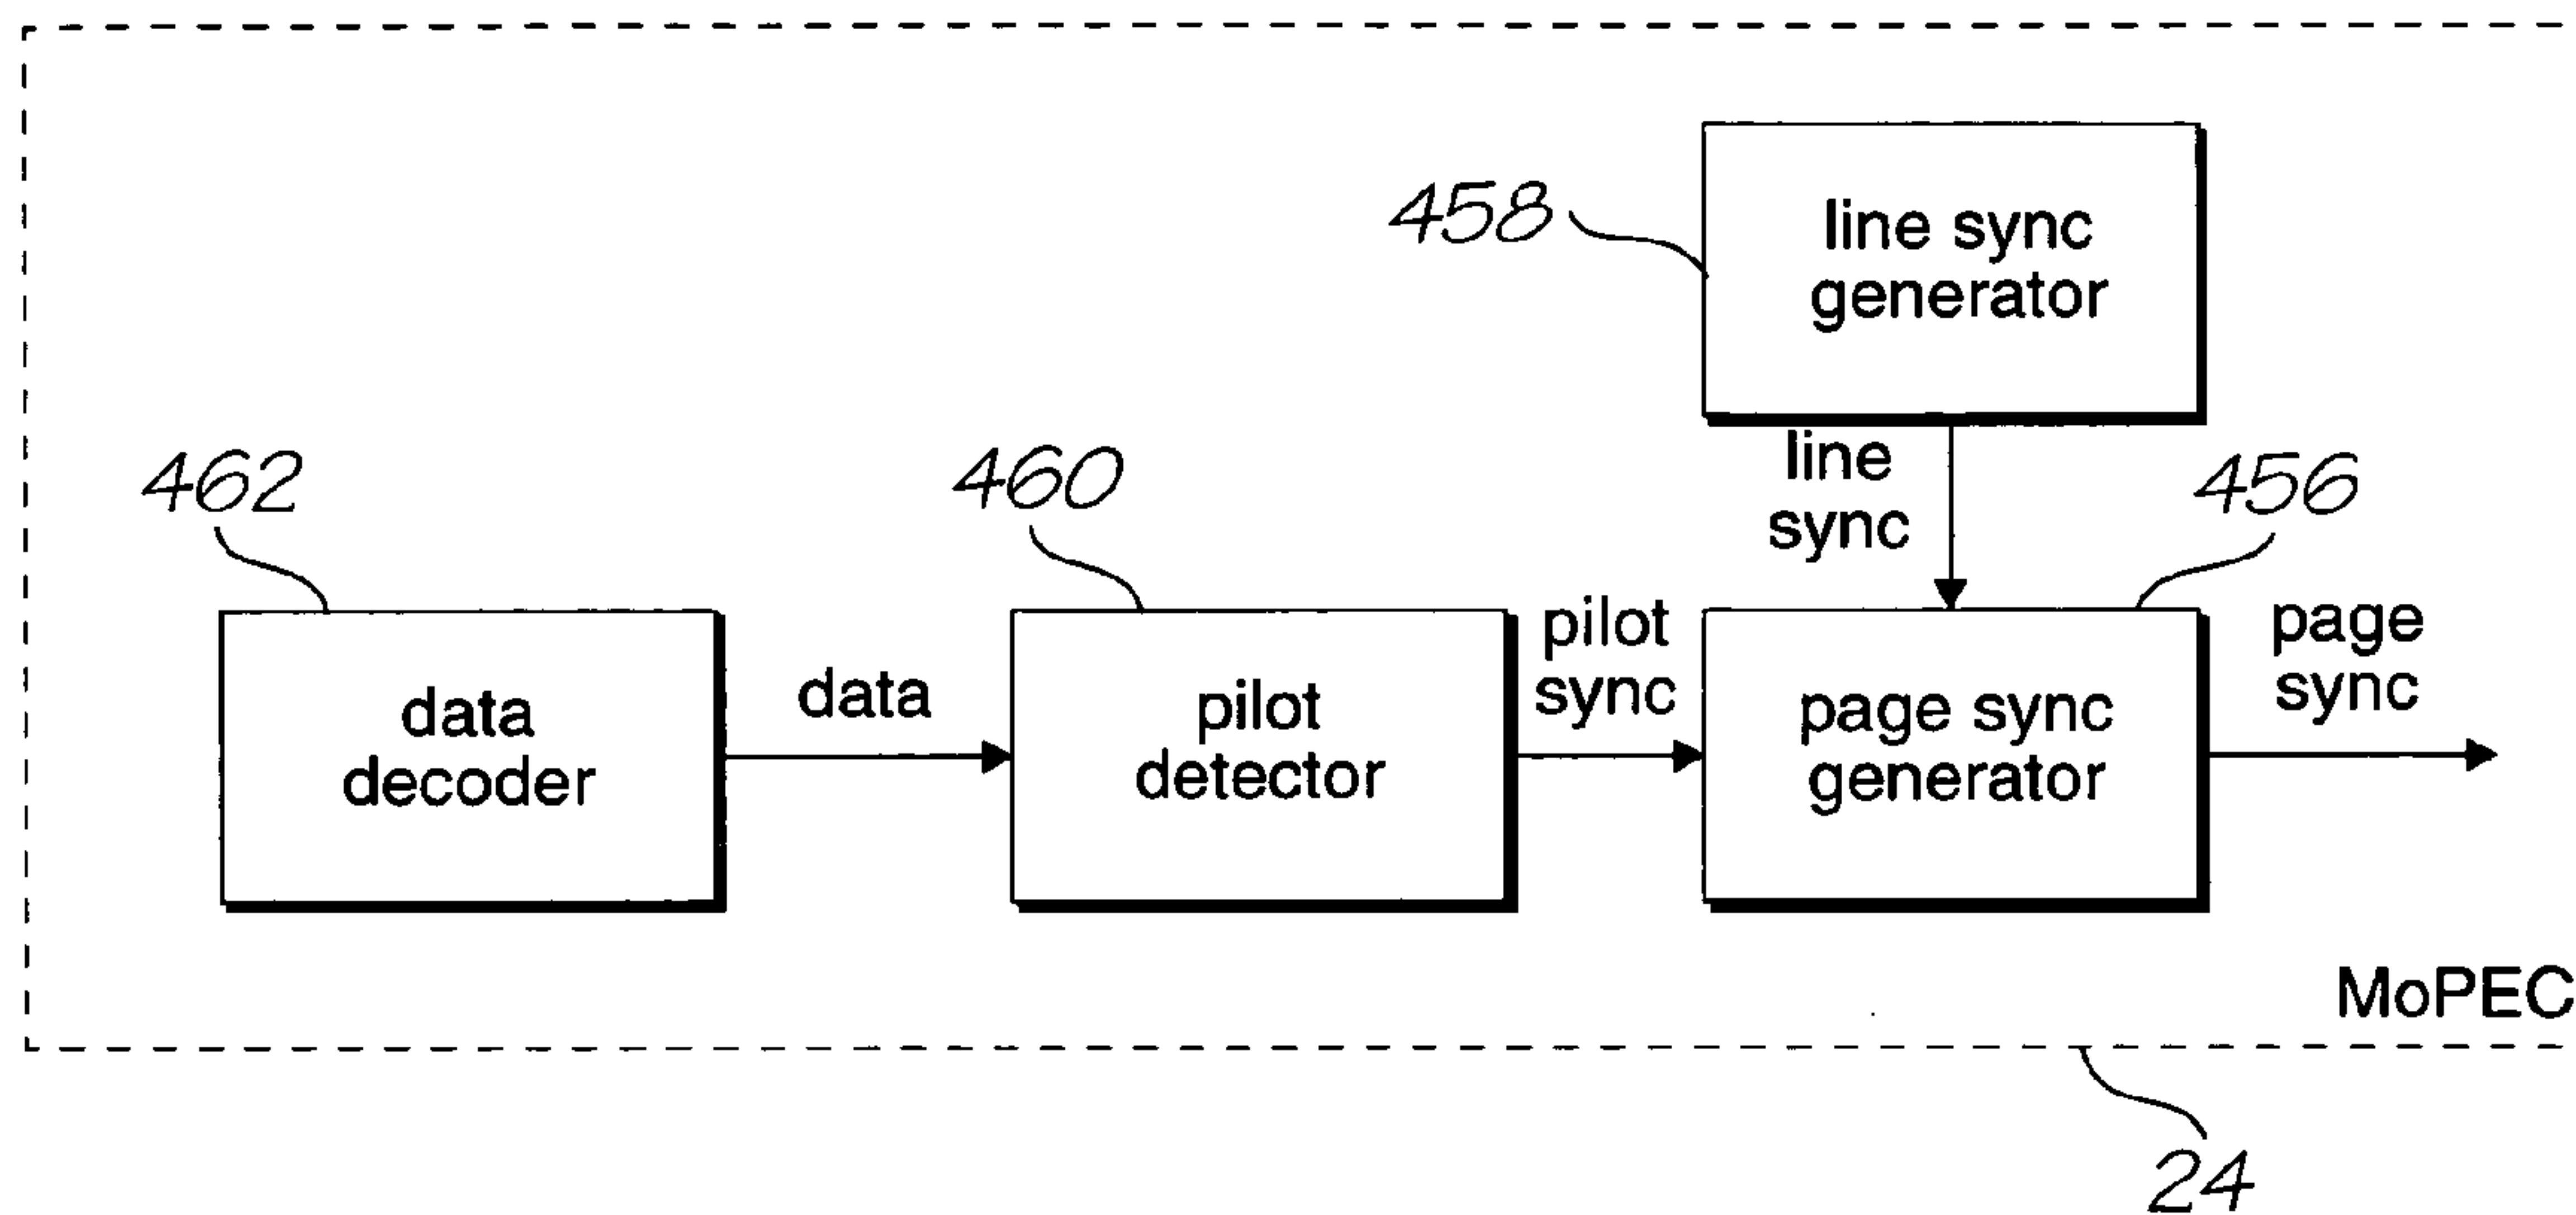 458
line sync
generator
line
sync
462
460
456
data
decoder
data
pilot
detector
pilot
sync
page sync
generator
page
sync
MoPEC
24